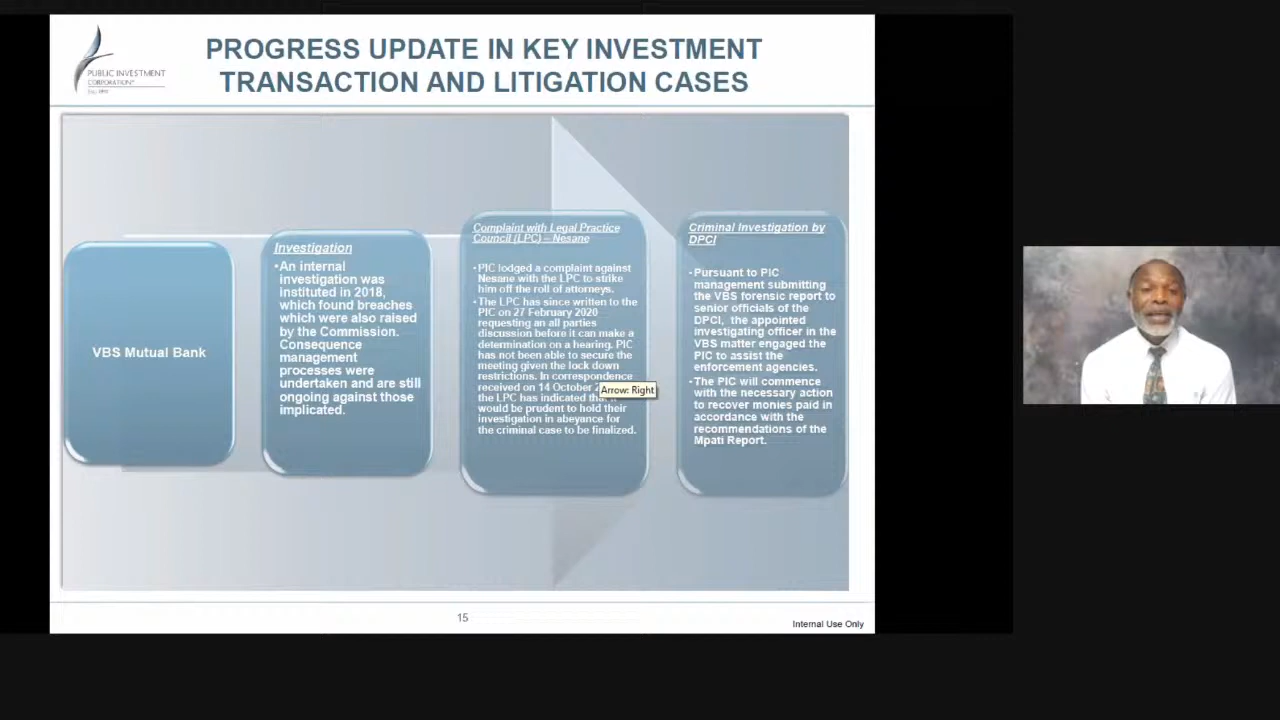 PUBLIC INVESTMENT
CORPORATION®
PROGRESS UPDATE IN KEY INVESTMENT
TRANSACTION AND LITIGATION CASES
VBS Mutual Bank
Investigation
•An internal
investigation was
instituted in 2018,
which found breaches
which were also raised
by the Commission.
Consequence
management
processes were
undertaken and are still
ongoing against those
implicated.
Complaint with Legal Practice
Council (LPC) – Nesane
•PIC lodged a complaint against
Nesane with the LPC to strike
him off the roll of attorneys.
•The LPC has since written to the
PIC on 27 February 2020
requesting an all parties
discussion before it can make a
determination on a hearing. PIC
has not been able to secure the
meeting given the lock down
restrictions. In correspondence
received on 14 October
the LPC has indicated
would be prudent to hold their
investigation in abeyance for
the criminal case to be finalized.
Arrow: Right
Criminal Investigation by
DPCI
•Pursuant to PIC
management submitting
the VBS forensic report to
senior officials of the
DPCI, the appointed
investigating officer in the
VBS matter engaged the
PIC to assist the
enforcement agencies.
•The PIC will commence
with the necessary action
to recover monies paid in
accordance with the
recommendations of the
Mpati Report.
15
Internal Use Only